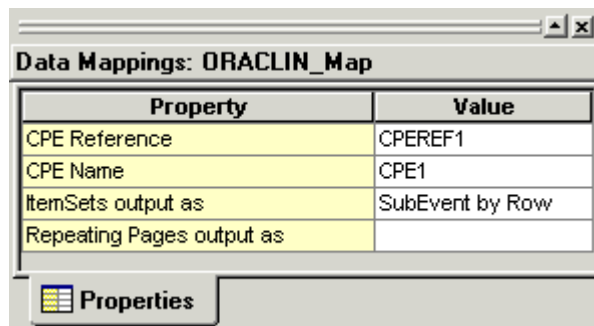 Data Mappings: ORACLIN_Map
Property Value
CPE Reference CPEREF1
CPE Name CPE1
ItemSets output as SubEvent by Row
Repeating Pages output as
Properties